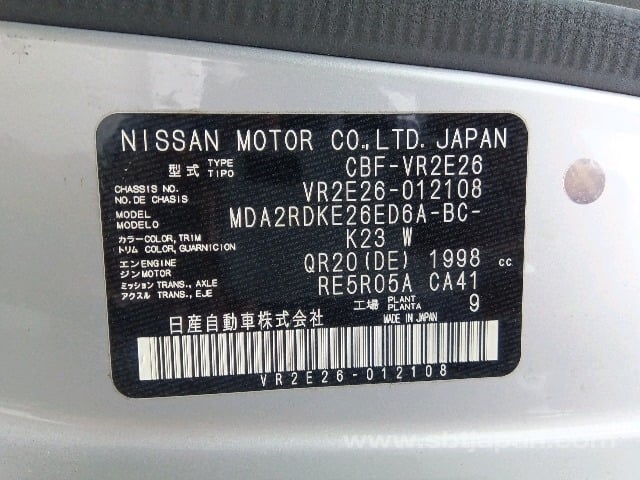 NISSAN MOTOR CO.,LTD. JAPAN
型式 TYPE TIPO CBF-VR2E26
CHASSIS NO. NO.DE CHASIS VR2E26-012108
MODEL MODELO MDA2RDKE26ED6A-BC-
カラー COLOR, TRIM トリム COLOR, GUARNICION K23 W
エンジン ENGINE MOTOR QR20(DE) 1998 cc
ミッション TRANS., AXLE アクスル TRANS., EJE RE5R05A CA41
工場 PLANT PLANTA 9
日産自動車株式会社 MADE IN JAPAN
VR2E26-012108
www.sbtjapan.com